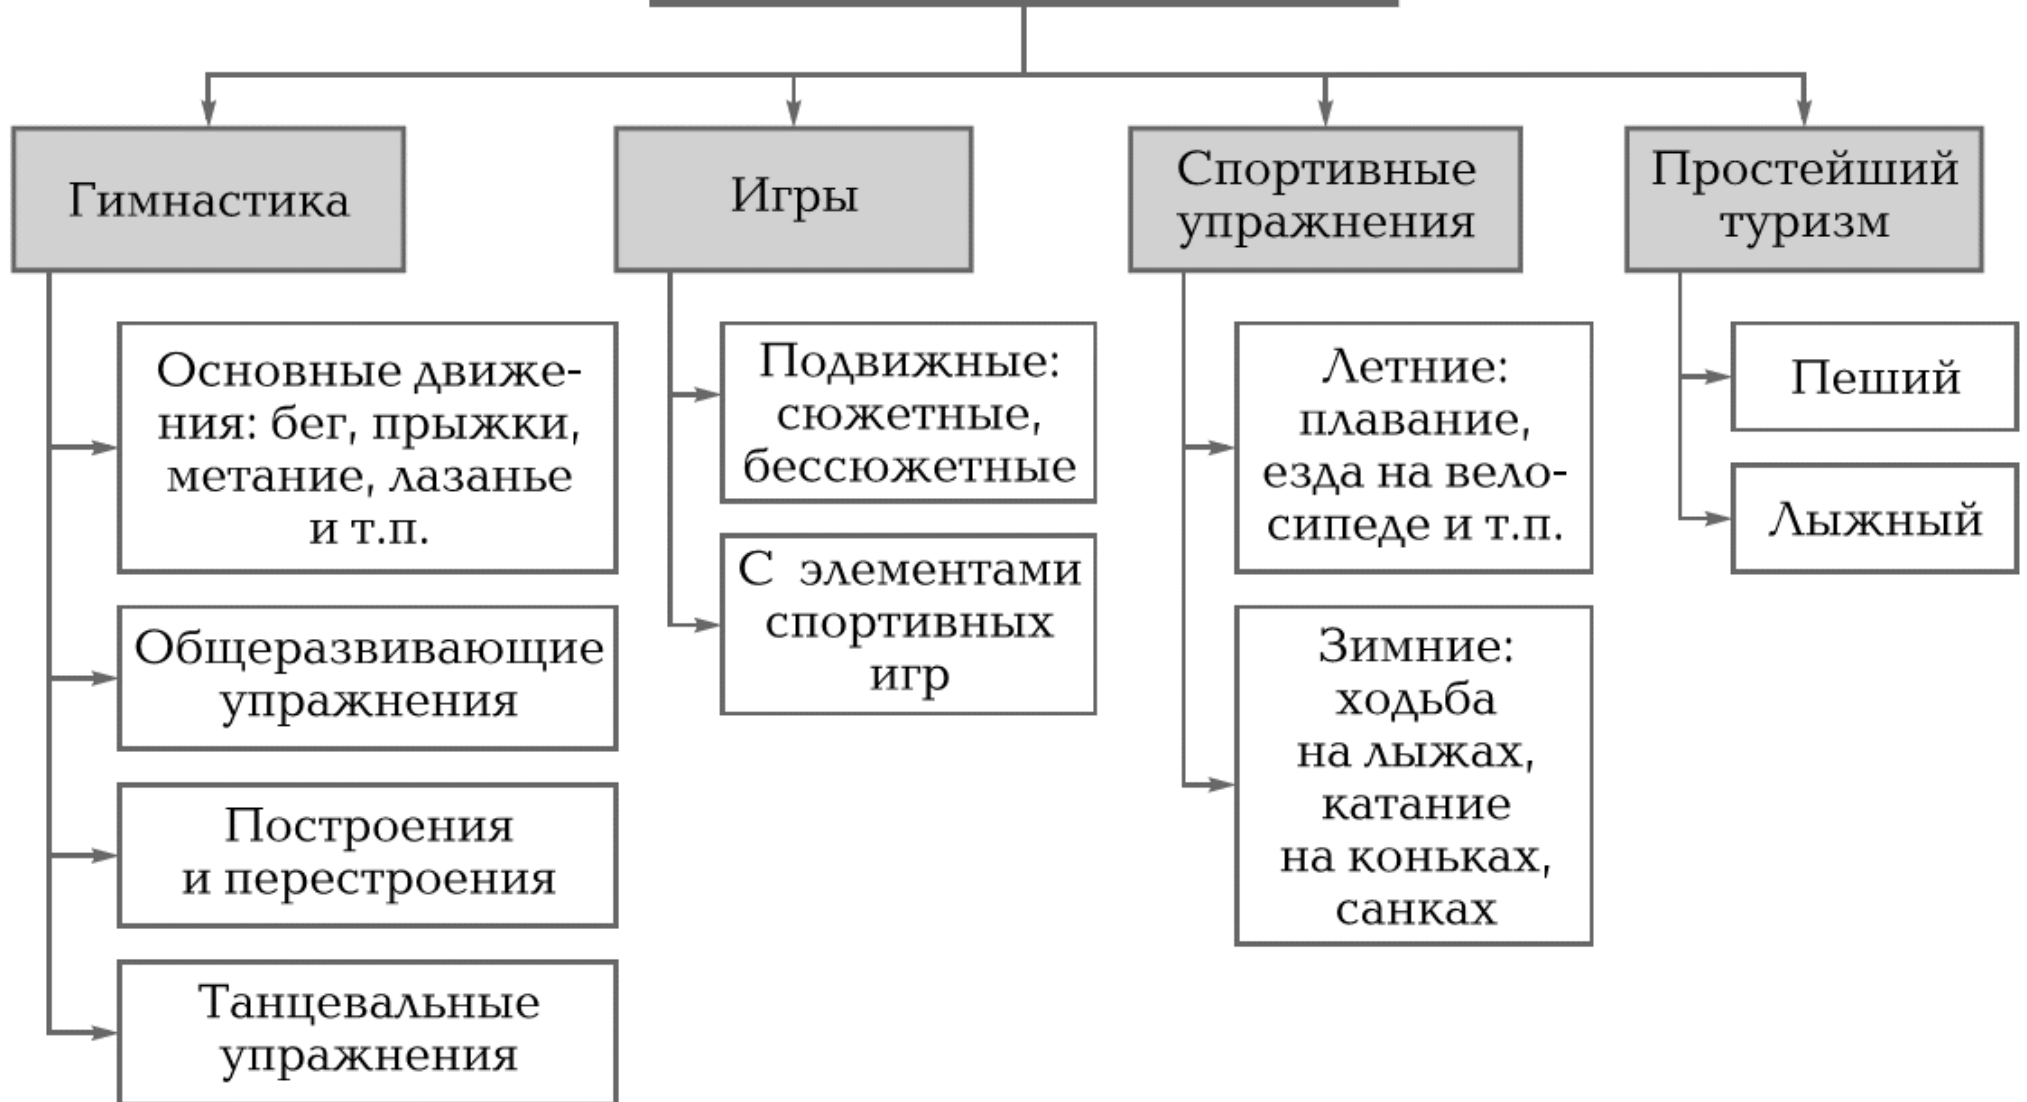 Гимнастика
Игры
Спортивные
упражнения
Простейший
туризм
Основные движе-
ния: бег, прыжки,
метание, лазанье
и т.п.
Общеразвивающие
упражнения
Построения
и перестроения
Танцевальные
упражнения
Подвижные:
сюжетные,
бессюжетные
С элементами
спортивных
игр
Летние:
плавание,
езда на вело-
сипеде и т.п.
Зимние:
ходьба
на лыжах,
катание
на коньках,
санках
Пеший
Лыжный